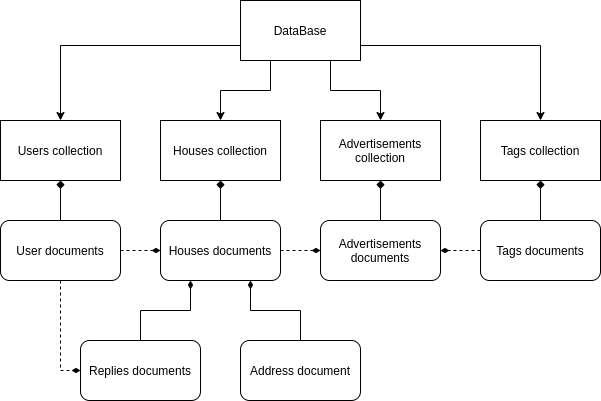 DataBase
Users collection
Houses collection
Advertisements
collection
Tags collection
User documents
Houses documents
Advertisements
documents
Tags documents
Replies documents
Address document